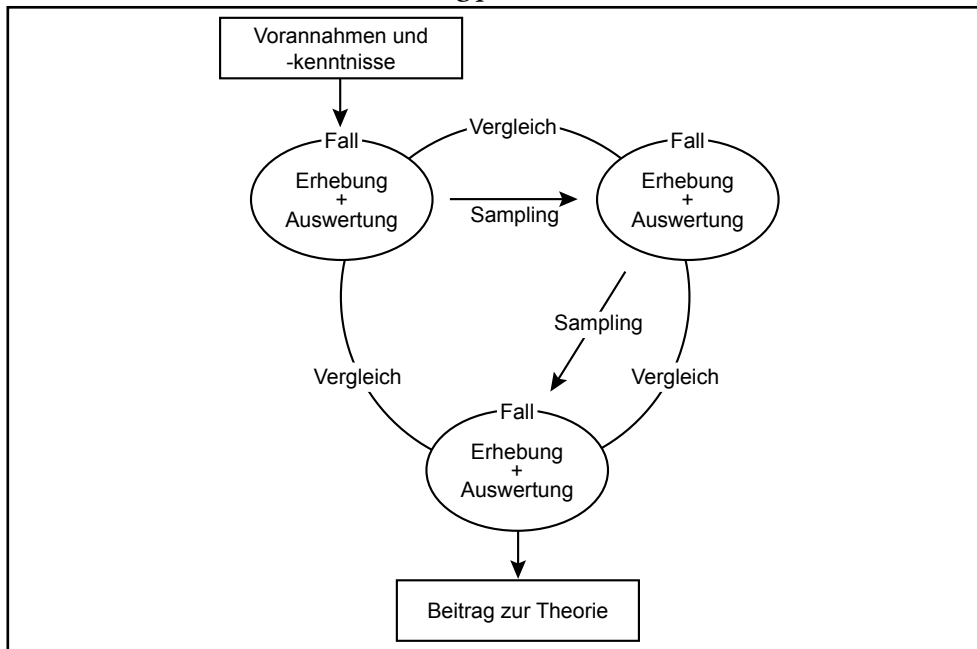 Vorannahmen und
-kenntnisse
Fall
Erhebung
+
Auswertung
Vergleich
Fall
Erhebung
+
Auswertung
Sampling
Sampling
Vergleich
Vergleich
Fall
Erhebung
+
Auswertung
Beitrag zur Theorie